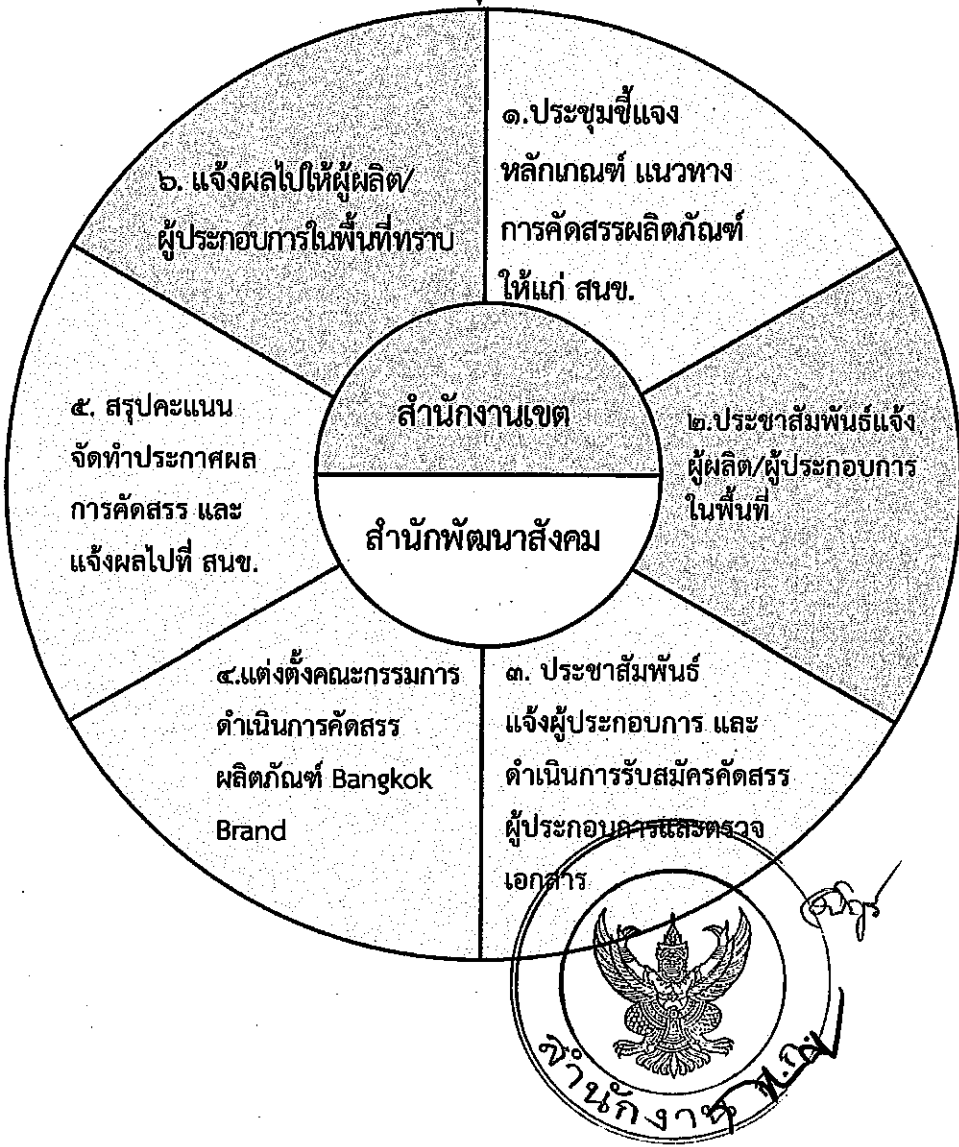 ๑.ประชุมชี้แจง
หลักเกณฑ์ แนวทาง
การคัดสรรผลิตภัณฑ์
ให้แก่ สนข.
๒.ประชาสัมพันธ์แจ้ง
ผู้ผลิต/ผู้ประกอบการ
ในพื้นที่
๓. ประชาสัมพันธ์
แจ้งผู้ประกอบการ และ
ดำเนินการรับสมัครคัดสรร
ผู้ประกอบการและตรวจ
เอกสาร
๔.แต่งตั้งคณะกรรมการ
ดำเนินการคัดสรร
ผลิตภัณฑ์ Bangkok
Brand
๕. สรุปคะแนน
จัดทำประกาศผล
การคัดสรร และ
แจ้งผลไปที่ สนข.
๖. แจ้งผลไปให้ผู้ผลิต/
ผู้ประกอบการในพื้นที่ทราบ
สำนักงานเขต
สำนักพัฒนาสังคม
สำนักงาน